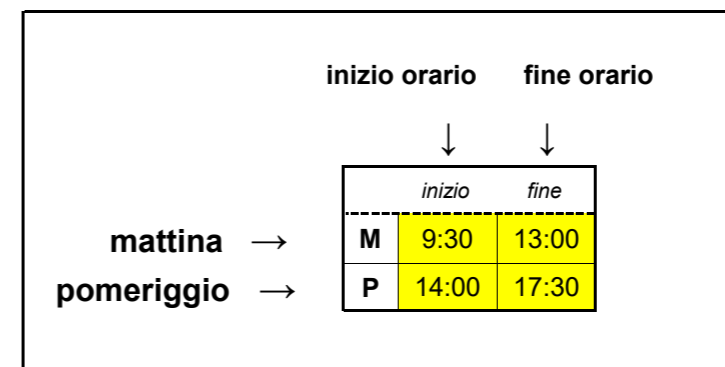 inizio orario fine orario
↓ ↓
inizio fine
mattina → M 9:30 13:00
pomeriggio → P 14:00 17:30